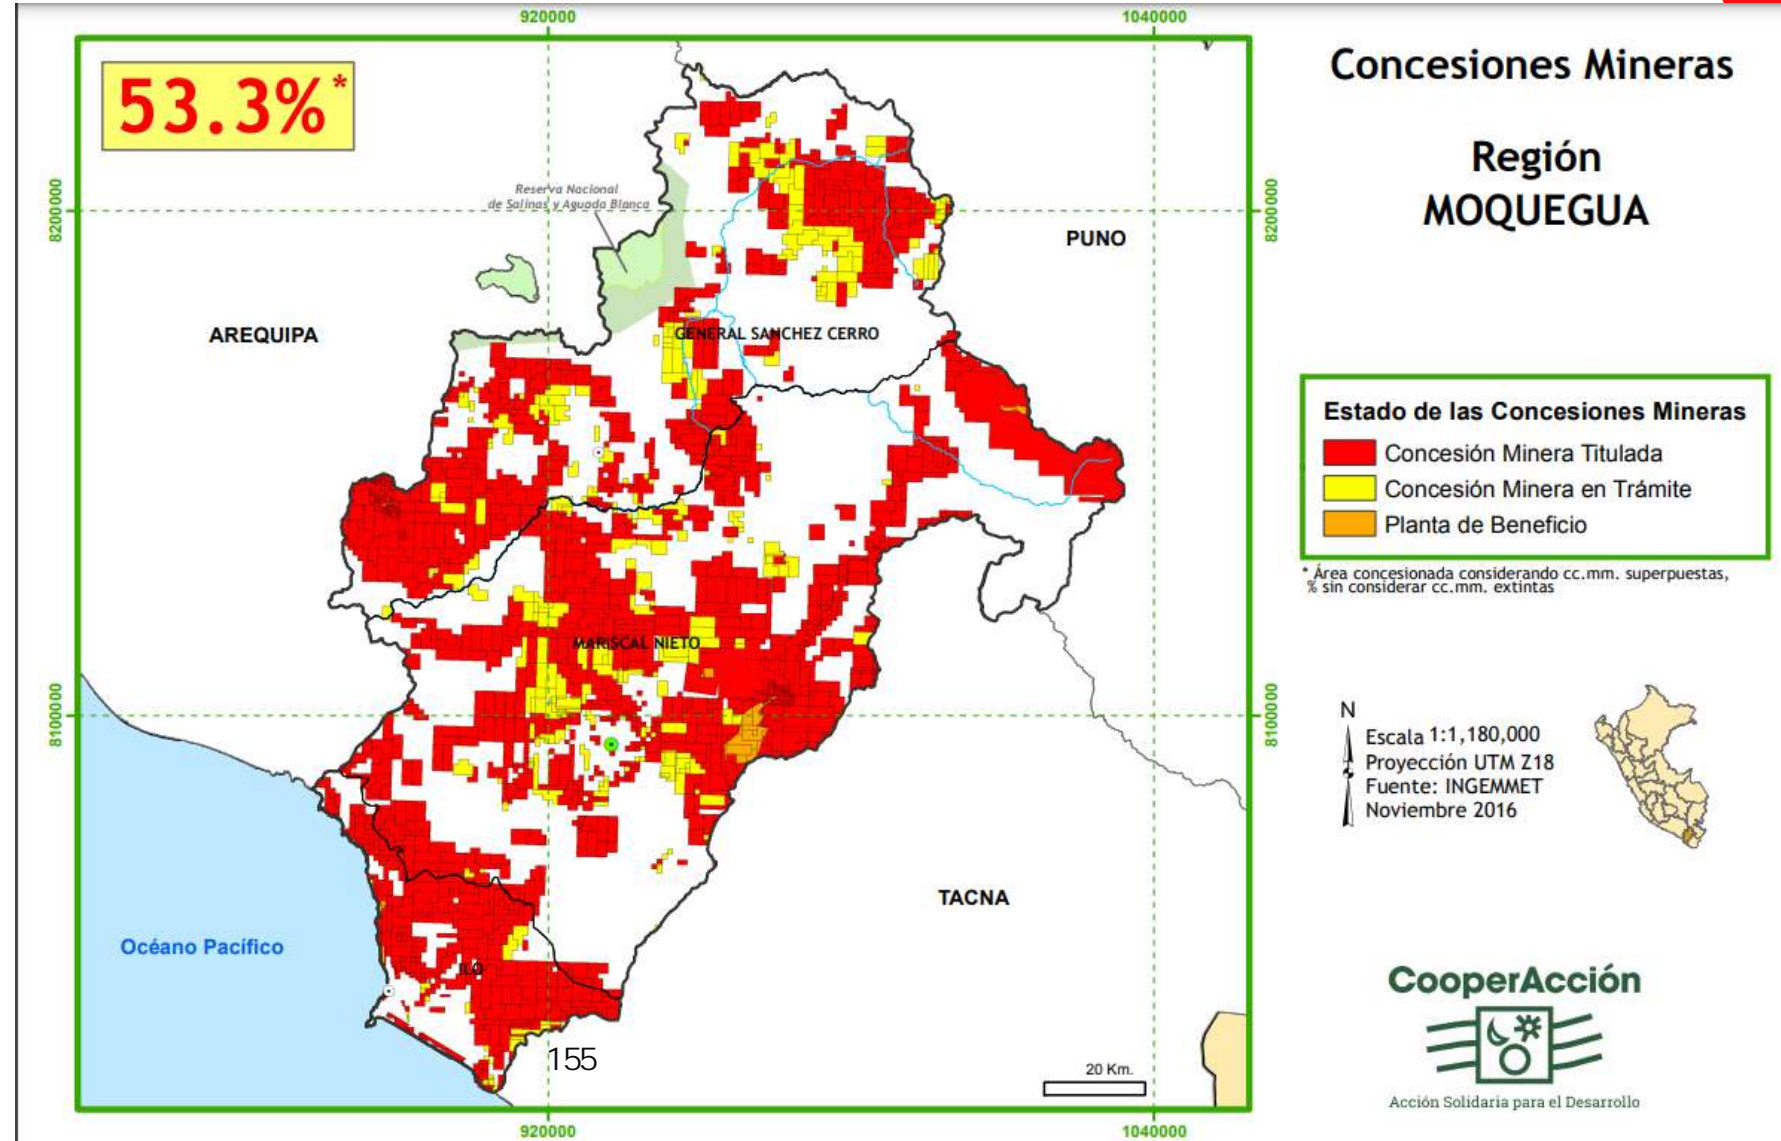 920000
1040000
53.3%*
Concesiones Mineras
Región
MOQUEGUA
Reserva Nacional
de Salinas y Aguada Blanca
8200000
8200000
PUNO
AREQUIPA
GENERAL SANCHEZ CERRO
Estado de las Concesiones Mineras
Concesión Minera Titulada
Concesión Minera en Trámite
Planta de Beneficio
* Área concesionada considerando cc.mm. superpuestas,
% sin considerar cc.mm. extintas
MARISCAL NIETO
8100000
8100000
N
Escala 1:1,180,000
Proyección UTM Z18
Fuente: INGEMMET
Noviembre 2016
TACNA
Océano Pacífico
ILO
CooperAcción
Acción Solidaria para el Desarrollo
155
20 Km.
920000
1040000